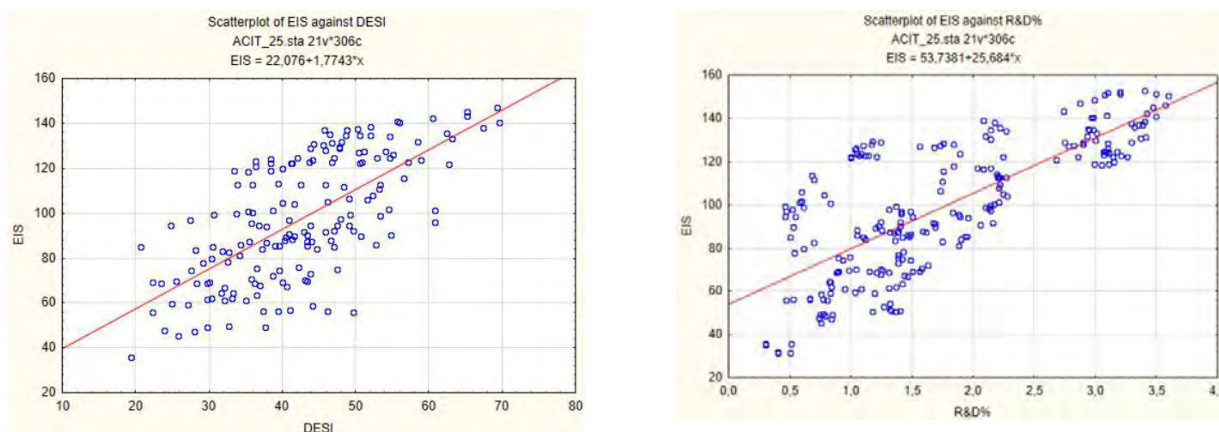 Scatterplot of EIS against DESI
ACIT_25.sta 21v*306c
EIS = 22,076+1,7743*x
160
140
120
100
80
60
40
20
EIS
10 20 30 40 50 60 70 80
DESI
Scatterplot of EIS against R&D%
ACIT_25.sta 21v*306c
EIS = 53,7381+25,684*x
160
140
120
100
80
60
40
20
EIS
0,0 0,5 1,0 1,5 2,0 2,5 3,0 3,5 4,
R&D%